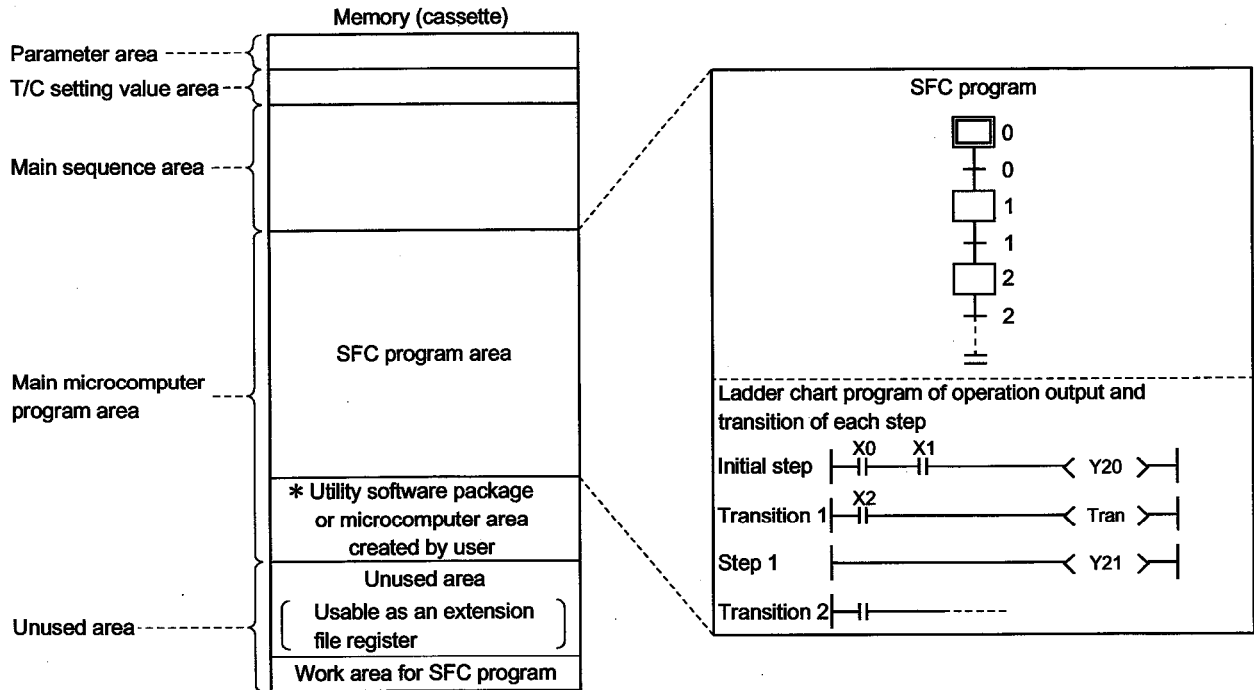 Memory (cassette)
Parameter area
T/C setting value area
Main sequence area
Main microcomputer
program area
Unused area
SFC program area
* Utility software package
or microcomputer area
created by user
Unused area
Usable as an extension
file register
Work area for SFC program
SFC program
0
0
1
1
2
2
Ladder chart program of operation output and
transition of each step
X0 X1
Initial step Y20
X2
Transition 1 Tran
Step 1 Y21
Transition 2